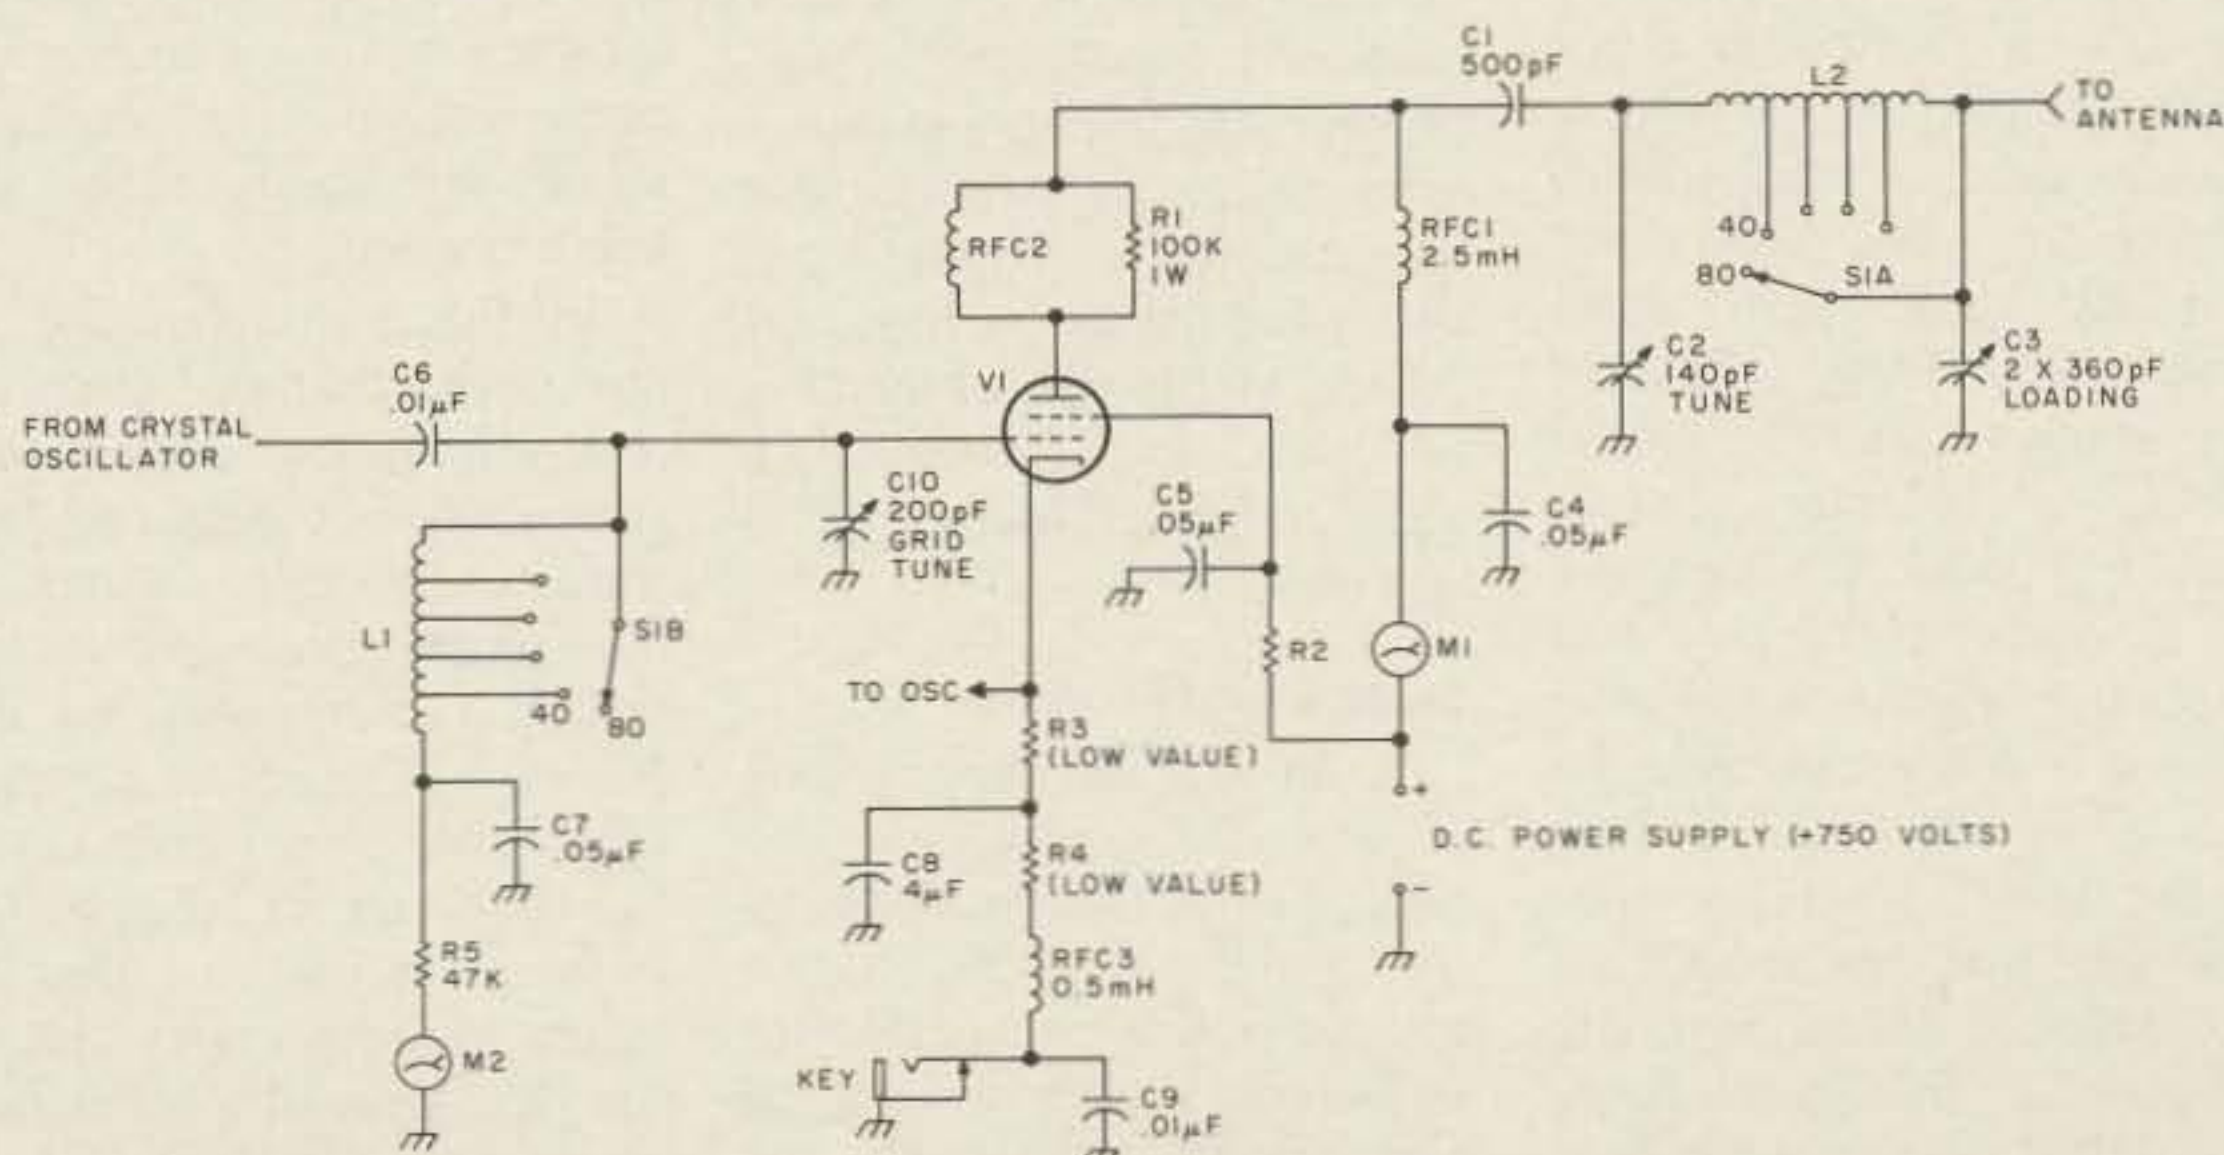 C1
500pF
L2
TO
ANTENNA
R1
100K
1W
RFC2
RFC1
2.5mH
40
80
S1A
C2
140pF
TUNE
C3
2 X 360pF
LOADING
V1
C6
.01µF
FROM CRYSTAL
OSCILLATOR
C10
200pF
GRID
TUNE
C5
.05µF
C4
.05µF
L1
S1B
40
80
R2
M1
TO OSC
R3
(LOW VALUE)
+
D.C. POWER SUPPLY (+750 VOLTS)
-
C7
.05µF
C8
4µF
R4
(LOW VALUE)
R5
47K
RFC3
0.5mH
M2
KEY
C9
.01µF